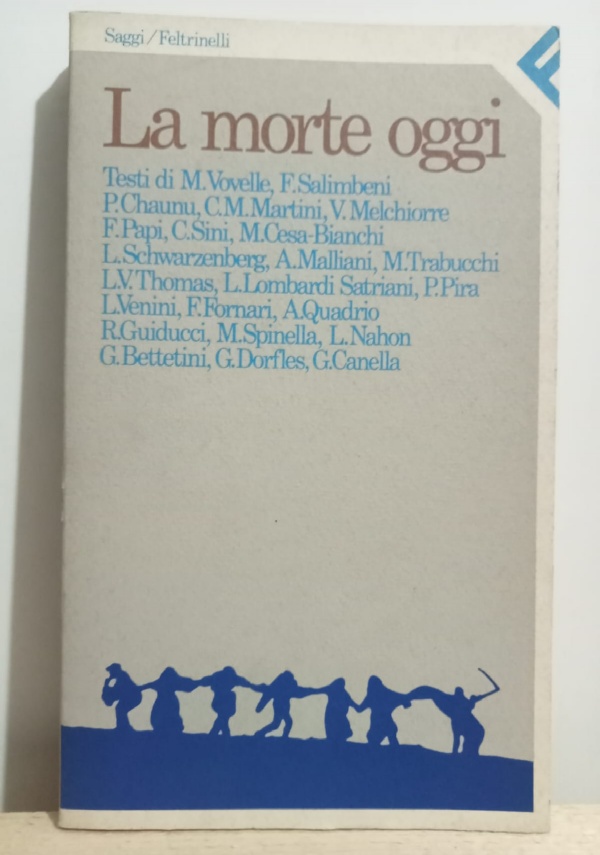 Saggi/Feltrinelli
La morte oggi
Testi di M.Vovelle, F.Salimbeni
P.Chaunu, C.M.Martini, V.Melchiorre
F.Papi, C.Sini, M.Cesa-Bianchi
L.Schwarzenberg, A.Malliani, M.Trabucchi
L.V.Thomas, L.Lombardi Satriani, P.Pira
L.Venini, F.Fornari, A.Quadrio
R.Guiducci, M.Spinella, L.Nahon
G.Bettetini, G.Dorfles, G.Canella